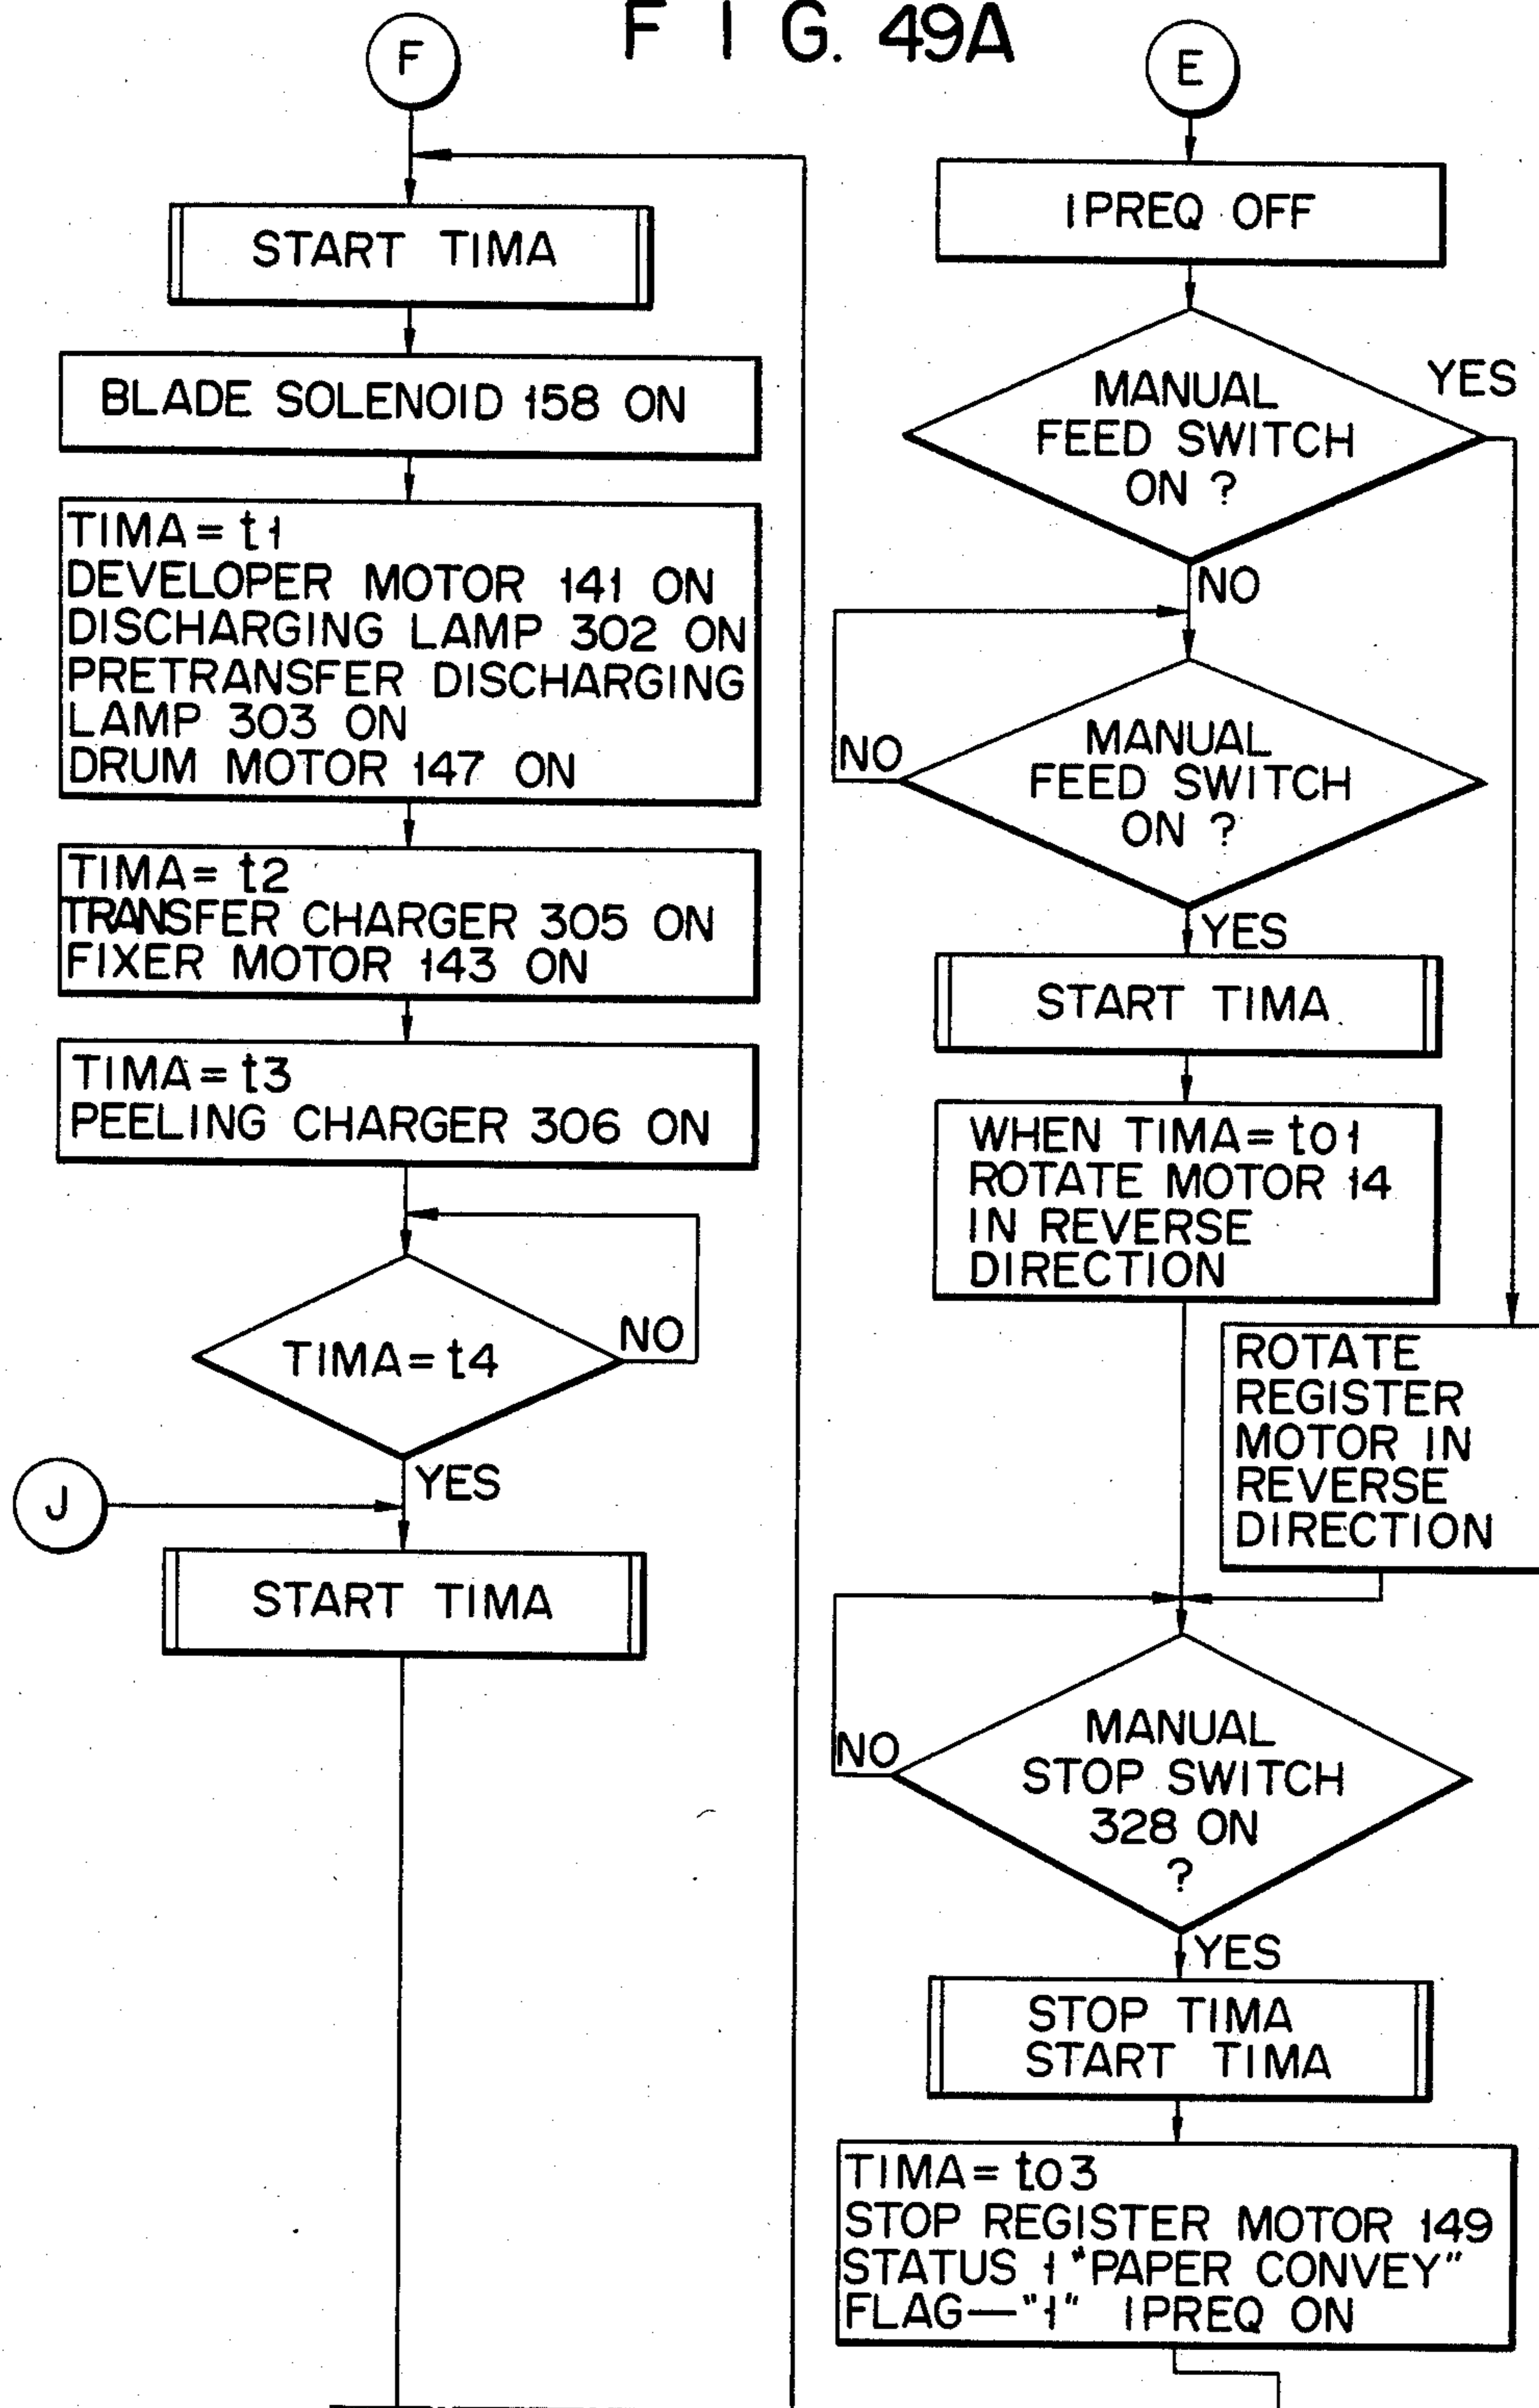 F I G. 49A
F
START TIMA
BLADE SOLENOID 158 ON
TIMA = t1
DEVELOPER MOTOR 141 ON
DISCHARGING LAMP 302 ON
PRETRANSFER DISCHARGING
LAMP 303 ON
DRUM MOTOR 147 ON
TIMA = t2
TRANSFER CHARGER 305 ON
FIXER MOTOR 143 ON
TIMA = t3
PEELING CHARGER 306 ON
TIMA = t4
NO
YES
J
START TIMA
E
IPREQ OFF
MANUAL
FEED SWITCH
ON ?
YES
NO
MANUAL
FEED SWITCH
ON ?
NO
YES
START TIMA
WHEN TIMA = to1
ROTATE MOTOR 14
IN REVERSE
DIRECTION
ROTATE
REGISTER
MOTOR IN
REVERSE
DIRECTION
MANUAL
STOP SWITCH
328 ON
?
NO
YES
STOP TIMA
START TIMA
TIMA = to3
STOP REGISTER MOTOR 149
STATUS 1 "PAPER CONVEY"
FLAG — "1" IPREQ ON